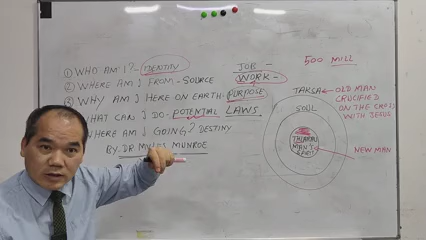 ① WHO AM I? - IDENTITY
② WHERE AM I FROM - SOURCE
③ WHY AM I HERE ON EARTH - PURPOSE
WHAT CAN I DO - POTENTIAL LAWS
WHERE AM I GOING? DESTINY
BY. DR. MYLES MUNROE
JOB -
WORK -
500 MILL
TAKSA ← OLD MAN
CRUCIFIED
ON THE CROSS
WITH JESUS
SOUL
MAN'S
SPIRIT
NEW MAN